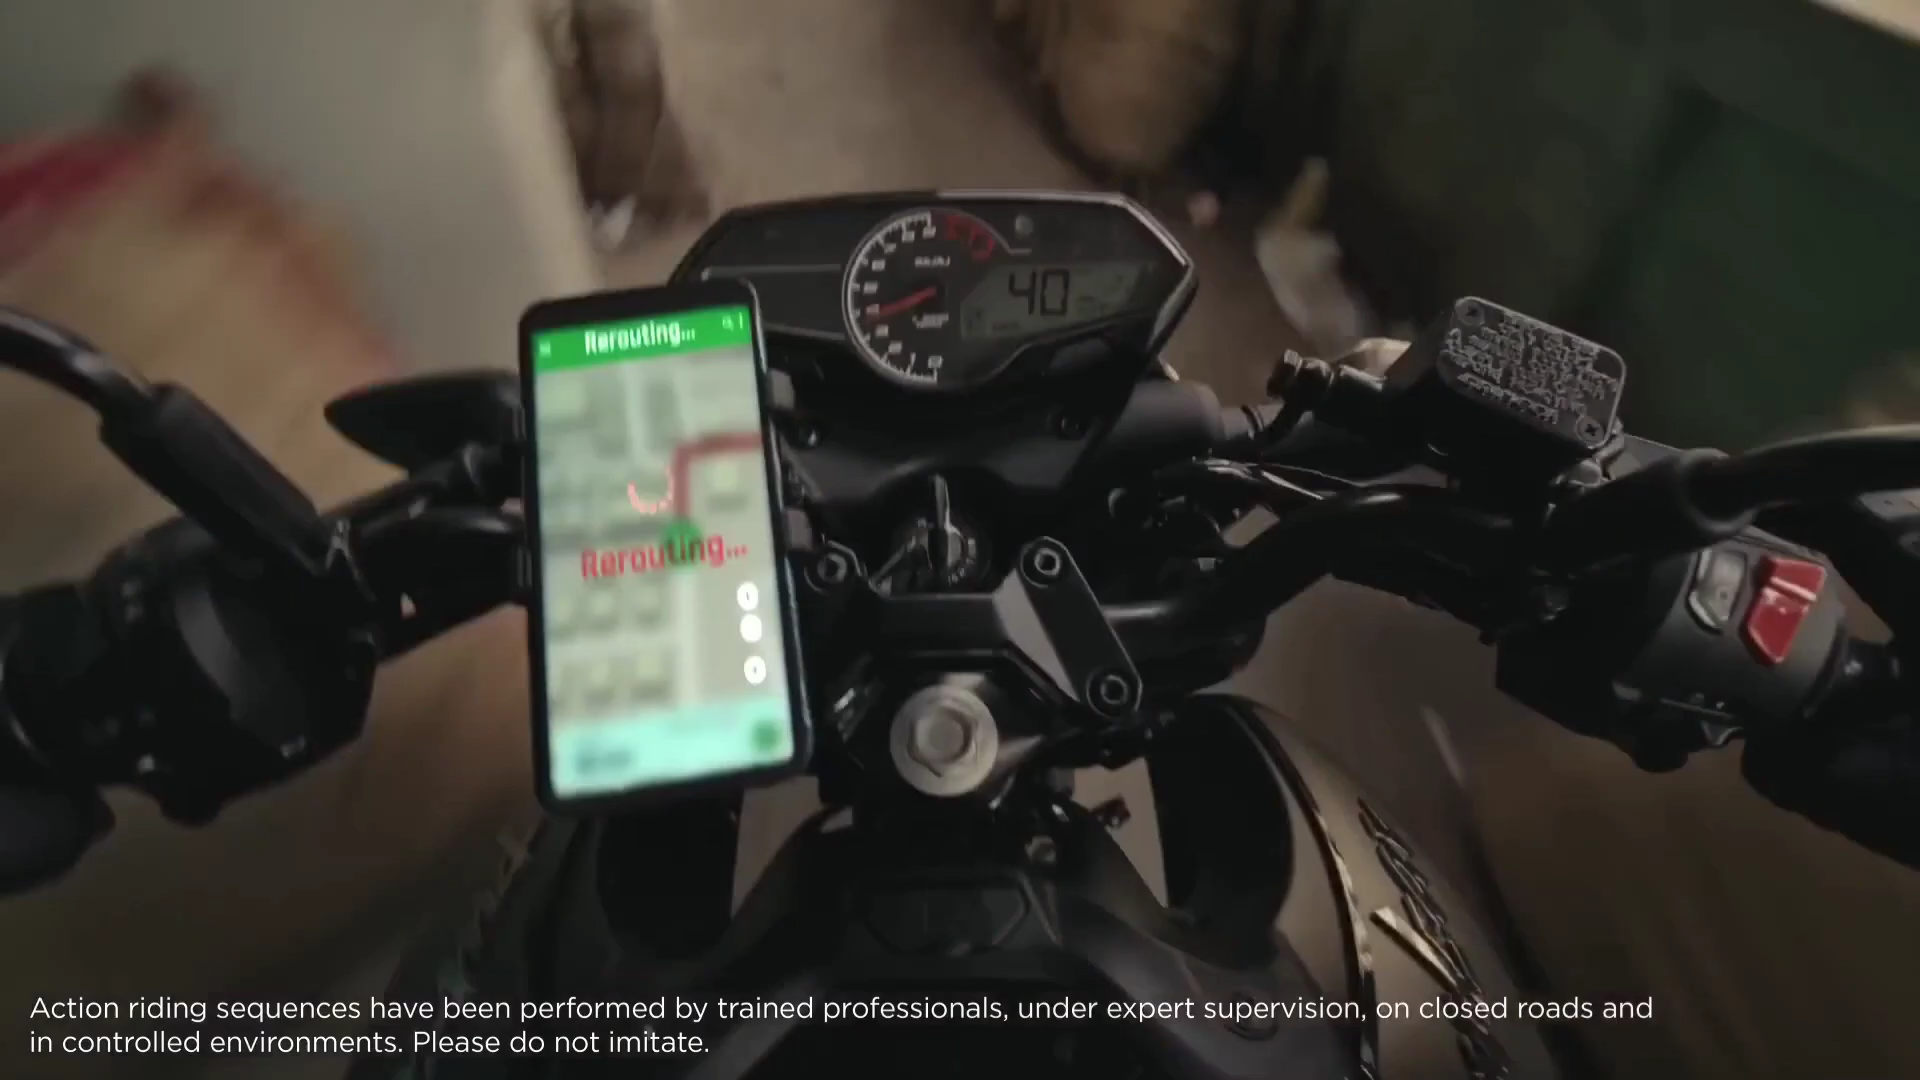 Rerouting...
40
Rerouting...
Action riding sequences have been performed by trained professionals, under expert supervision, on closed roads and
in controlled environments. Please do not imitate.